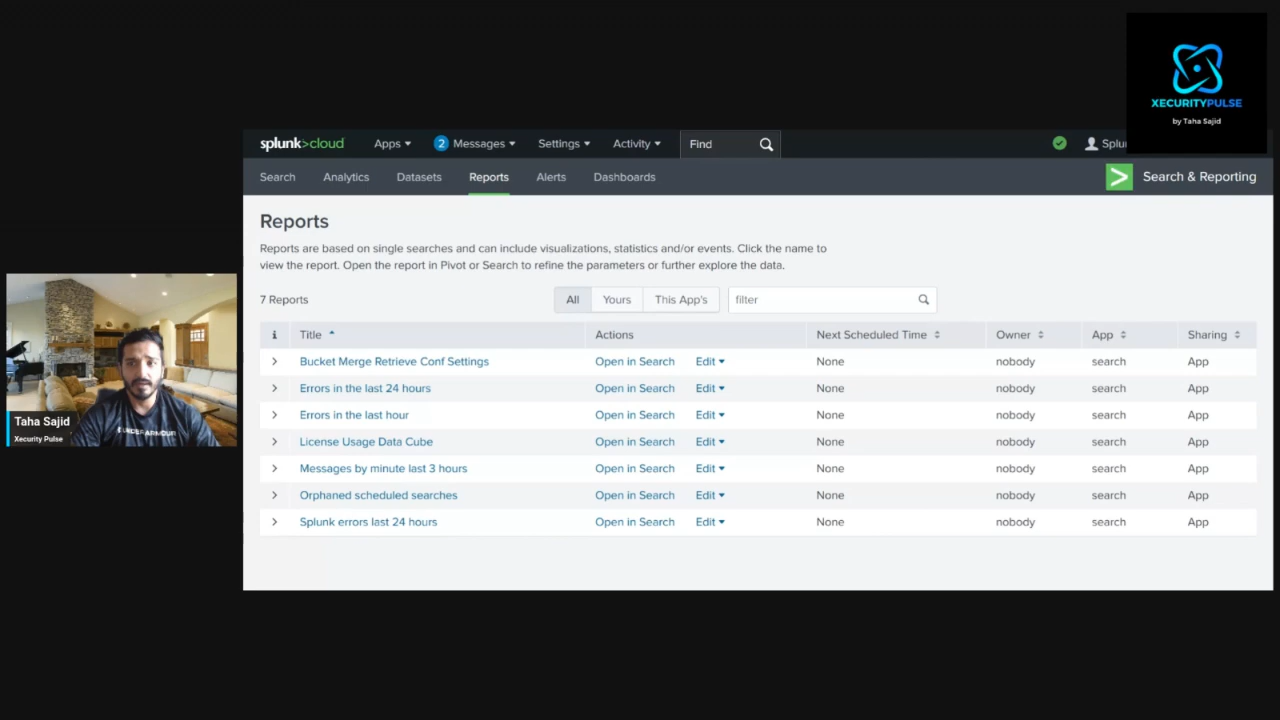 XECURITYPULSE
by Taha Sajid
splunk>cloud Apps 2 Messages Settings Activity Find
Search Analytics Datasets Reports Alerts Dashboards > Search & Reporting
Reports
Reports are based on single searches and can include visualizations, statistics and/or events. Click the name to
view the report. Open the report in Pivot or Search to refine the parameters or further explore the data.
7 Reports All Yours This App's filter
i Title Actions Next Scheduled Time Owner App Sharing
Bucket Merge Retrieve Conf Settings Open in Search Edit None nobody search App
Errors in the last 24 hours Open in Search Edit None nobody search App
Errors in the last hour Open in Search Edit None nobody search App
License Usage Data Cube Open in Search Edit None nobody search App
Messages by minute last 3 hours Open in Search Edit None nobody search App
Orphaned scheduled searches Open in Search Edit None nobody search App
Splunk errors last 24 hours Open in Search Edit None nobody search App
UNDER ARMOUR
Taha Sajid
Xecurity Pulse